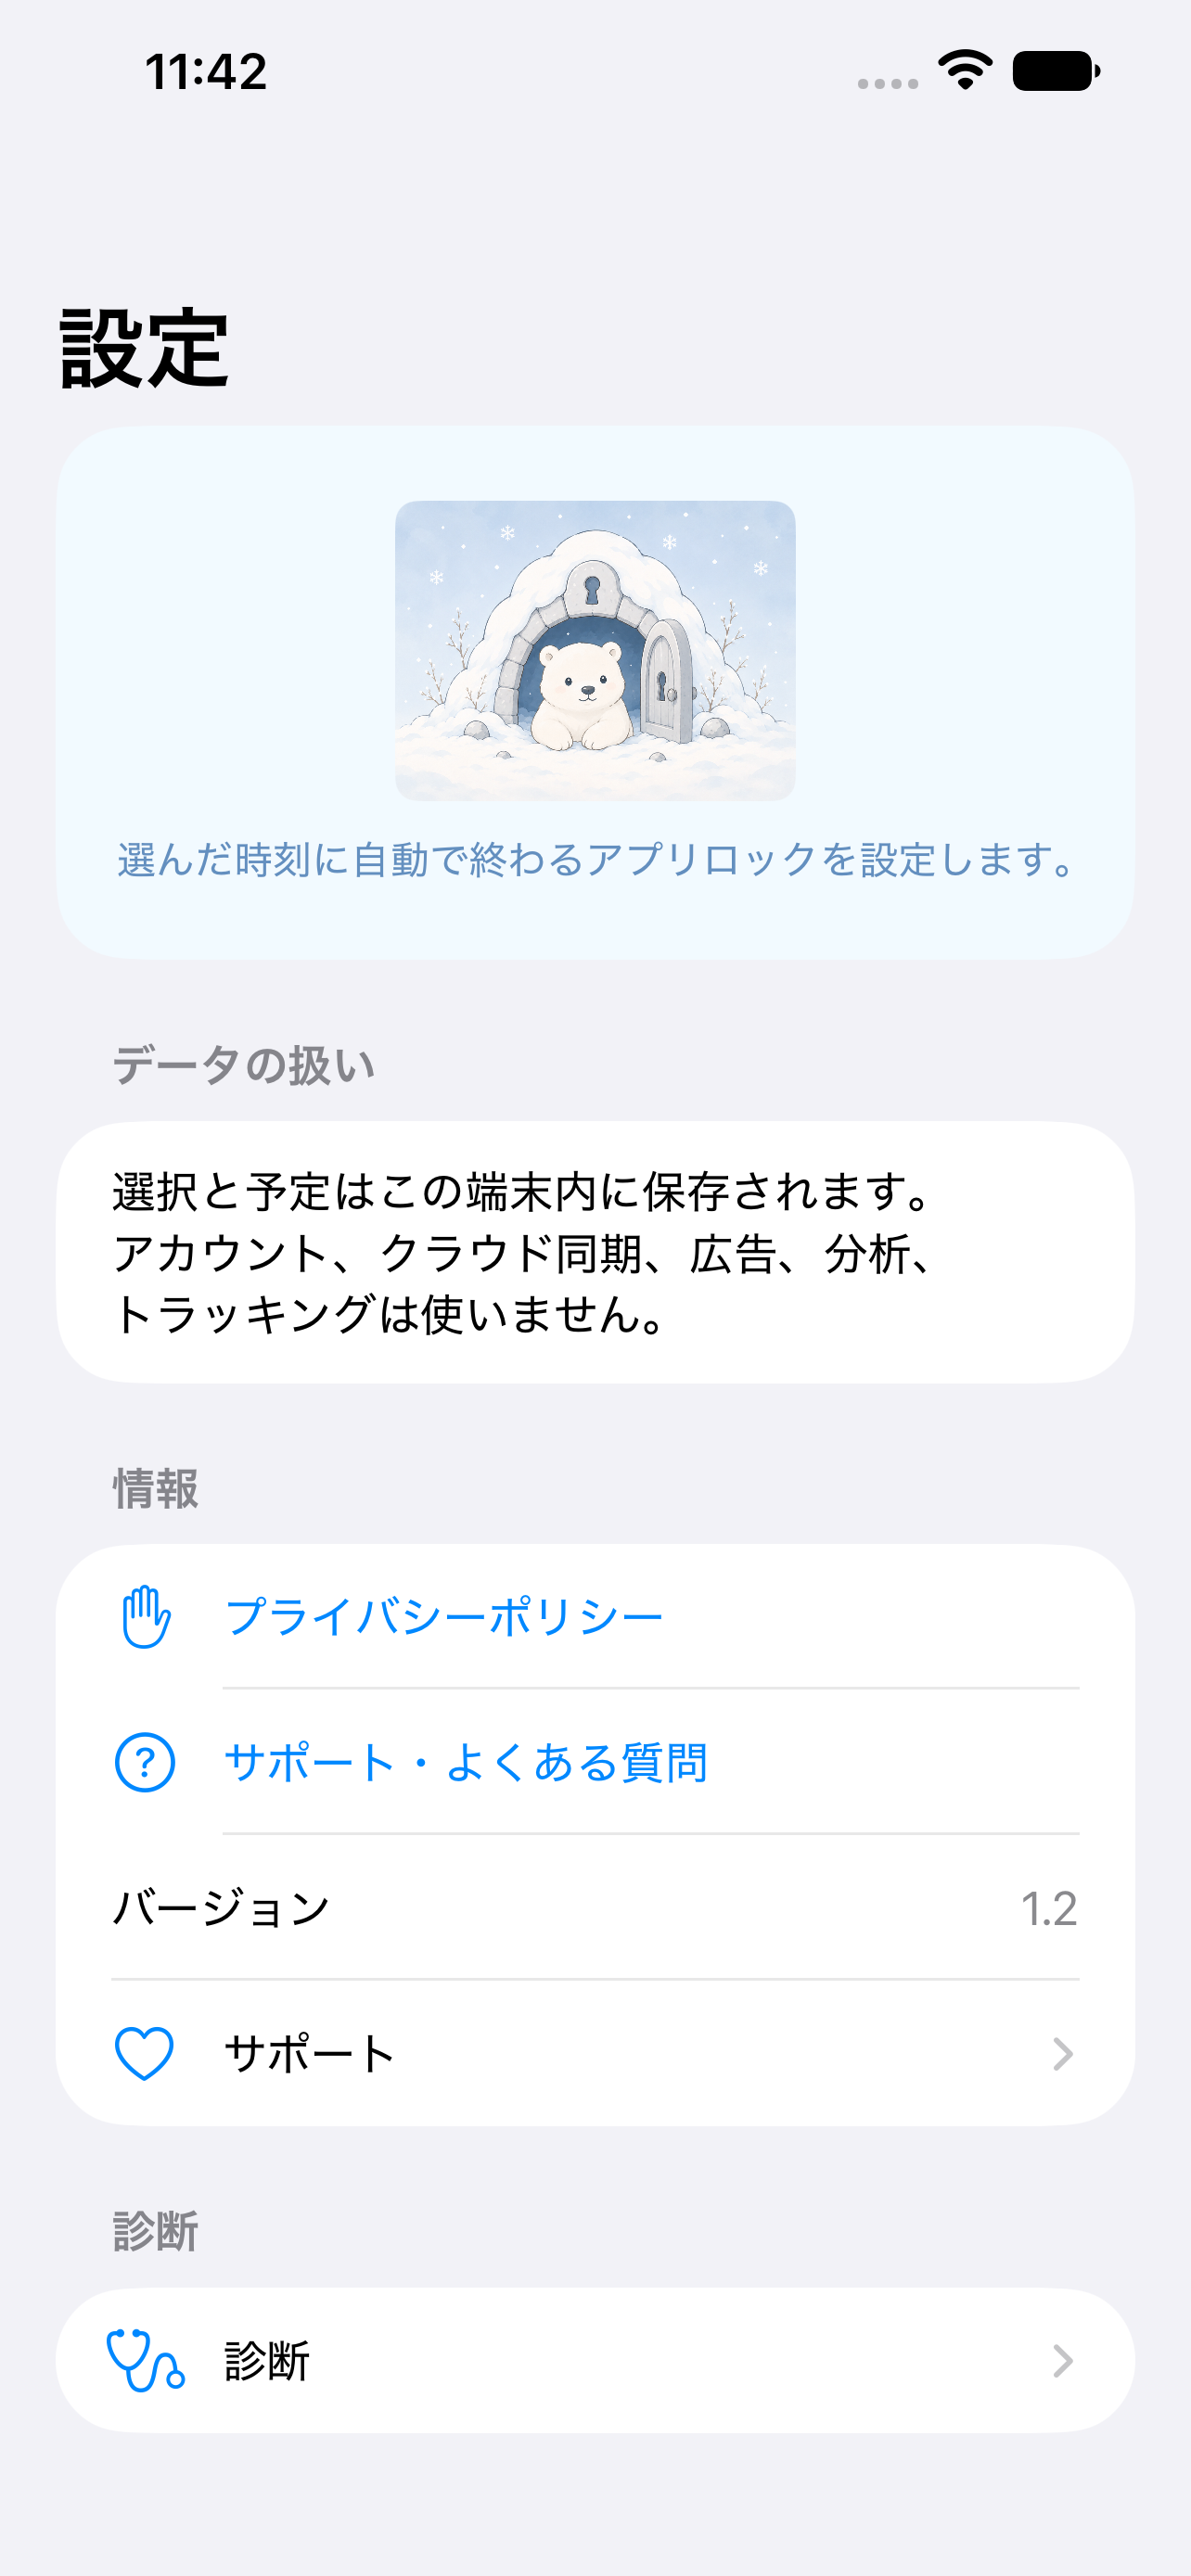 11:42
設定
選んだ時刻に自動で終わるアプリロックを設定します。
データの扱い
選択と予定はこの端末内に保存されます。
アカウント、クラウド同期、広告、分析、
トラッキングは使いません。
情報
プライバシーポリシー
サポート・よくある質問
バージョン 1.2
サポート
診断
診断